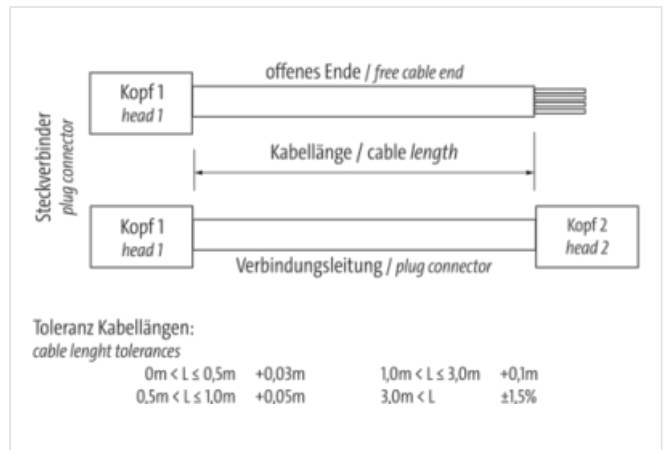 offenes Ende / free cable end
Kopf 1
head 1
Steckverbinder
plug connector
Kabellänge / cable length
Kopf 1
head 1
Kopf 2
head 2
Verbindungsleitung / plug connector
Toleranz Kabellängen:
cable lenght tolerances
0m < L ≤ 0,5m +0,03m 1,0m < L ≤ 3,0m +0,1m
0,5m < L ≤ 1,0m +0,05m 3,0m < L ±1,5%